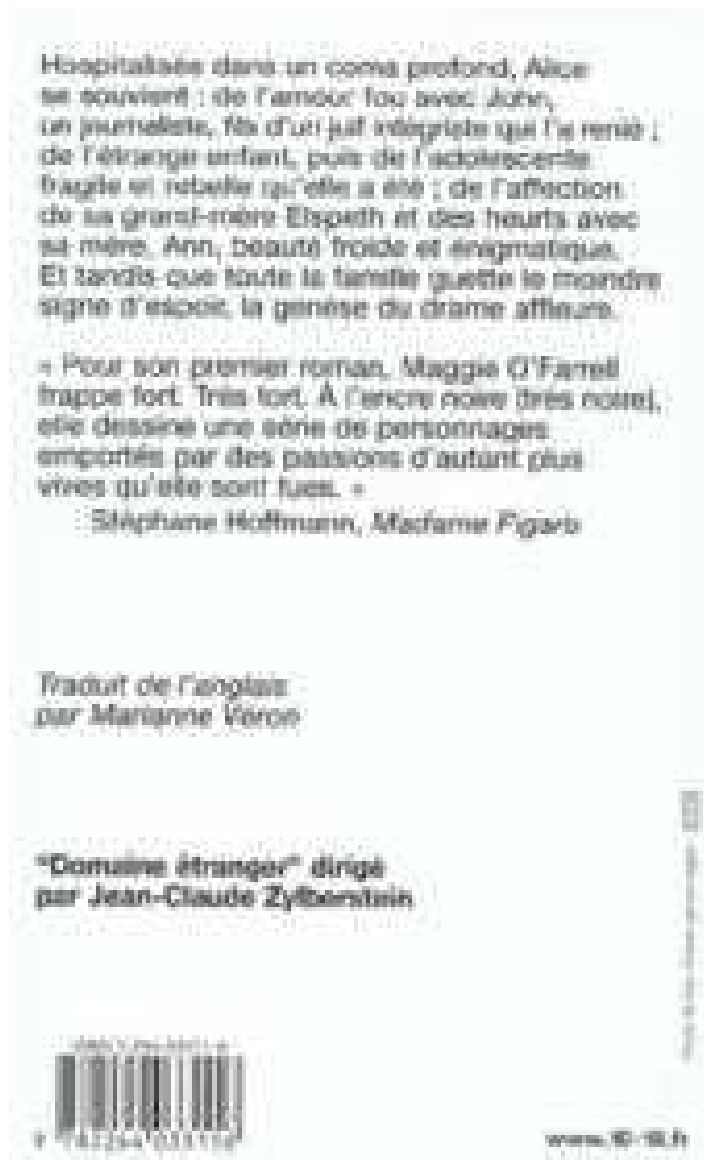 Hospitalisée dans un coma profond, Alice
se souvient : de l'amour fou avec John,
un journaliste, fils d'un juif intégriste qui l'a renié ;
de l'étrange enfant, puis de l'adolescente
fragile et rebelle qu'elle a été ; de l'affection
de sa grand-mère Elspeth et des heurts avec
sa mère, Ann, beauté froide et énigmatique.
Et tandis que toute la famille guette le moindre
signe d'espoir, la genèse du drame affleure.
« Pour son premier roman, Maggie O'Farrell
frappe fort. Très fort. À l'encre noire (très noire),
elle dessine une série de personnages
emportés par des passions d'autant plus
vives qu'elle sont tues. »
Stéphane Hoffmann, Madame Figaro
Traduit de l'anglais
par Marianne Véron
"Domaine étranger" dirigé
par Jean-Claude Zylberstein
www.10-18.fr